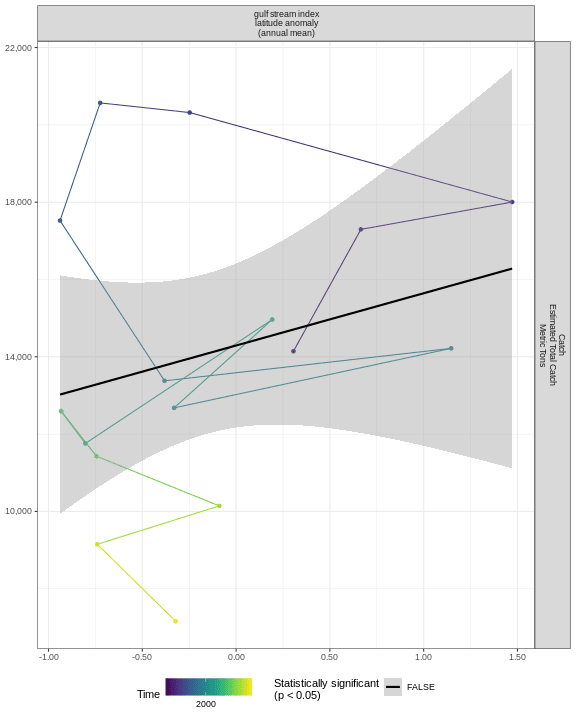 gulf stream index
latitude anomaly
(annual mean)
22,000
18,000
14,000
10,000
-1.00
-0.50
0.00
0.50
1.00
1.50
Catch
Estimated Total Catch
Metric Tons
Time
2000
Statistically significant
(p < 0.05)
FALSE